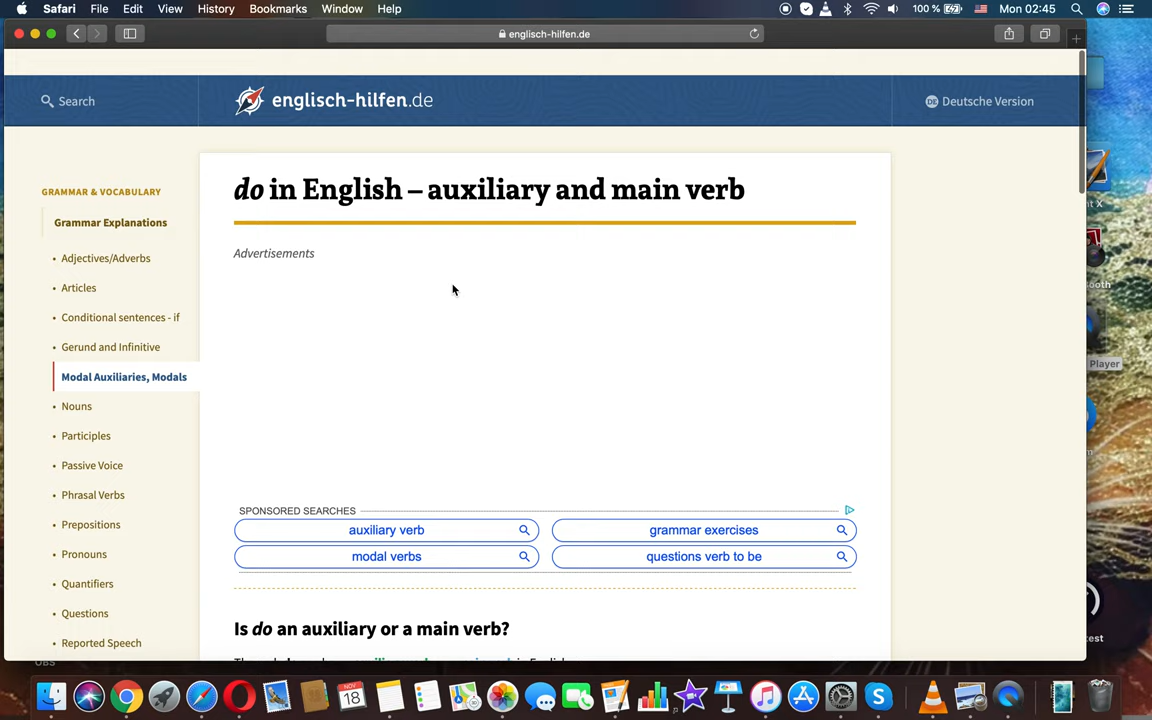 Safari File Edit View History Bookmarks Window Help 100 % Mon 02:45
englisch-hilfen.de
Search englisch-hilfen.de DE Deutsche Version
do in English – auxiliary and main verb
GRAMMAR & VOCABULARY
Grammar Explanations
Advertisements
• Adjectives/Adverbs
• Articles
• Conditional sentences - if
• Gerund and Infinitive
Modal Auxiliaries, Modals
• Nouns
• Participles
• Passive Voice
• Phrasal Verbs
• Prepositions
• Pronouns
• Quantifiers
• Questions
• Reported Speech
SPONSORED SEARCHES
auxiliary verb grammar exercises
modal verbs questions verb to be
Is do an auxiliary or a main verb?
Player
NOV
18